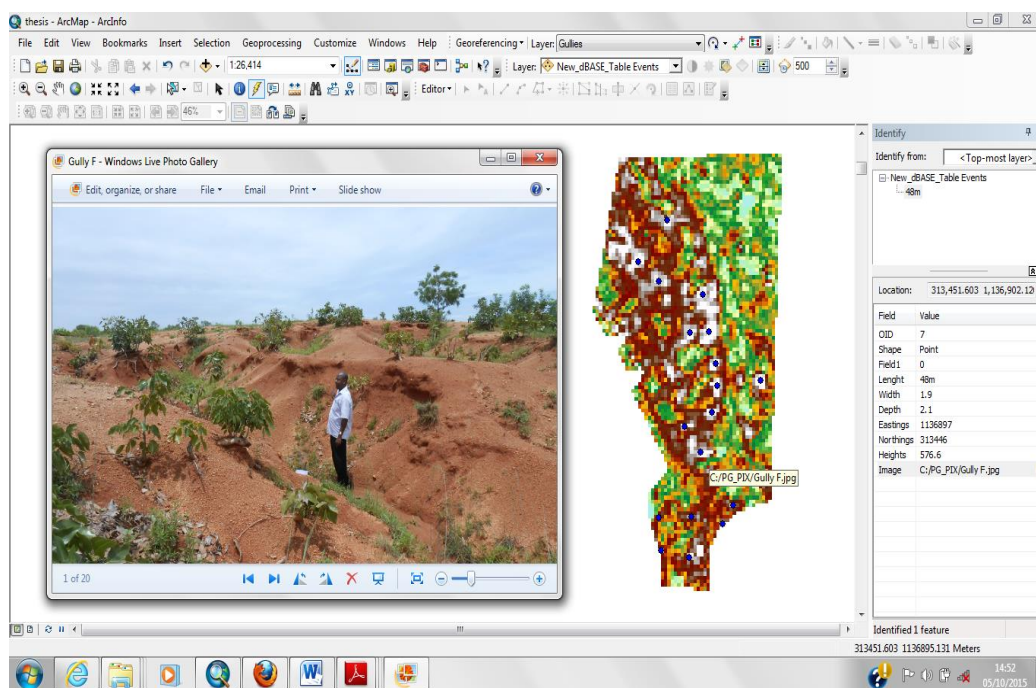 thesis - ArcMap - ArcInfo
File Edit View Bookmarks Insert Selection Geoprocessing Customize Windows Help Georeferencing Layer: Gullies
1:26,414 Layer: New_dBASE_Table Events 500
Editor
46%
Gully F - Windows Live Photo Gallery
Edit, organize, or share File Email Print Slide show
1 of 20
C:/PG_PIX/Gully F.jpg
Identify
Identify from: <Top-most layer>
New_dBASE_Table Events
48m
Location: 313,451.603 1,136,902.12
Field Value
OID 7
Shape Point
Field1 0
Lenght 48m
Width 1.9
Depth 2.1
Eastings 1136897
Northings 313446
Heights 576.6
Image C:/PG_PIX/Gully F.jpg
Identified 1 feature
313451.603 1136895.131 Meters
14:52
05/10/2015